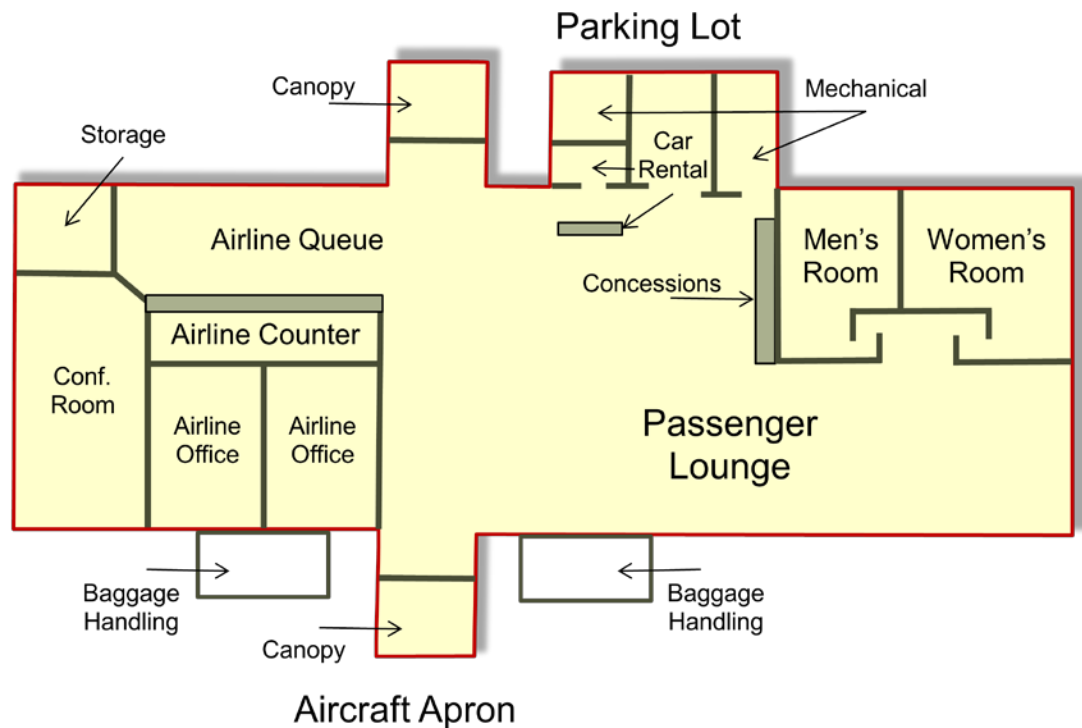 Parking Lot
Canopy
Mechanical
Storage
Car
Rental
Airline Queue
Men's
Room
Women's
Room
Concessions
Airline Counter
Conf.
Room
Airline
Office
Airline
Office
Passenger
Lounge
Baggage
Handling
Baggage
Handling
Canopy
Aircraft Apron